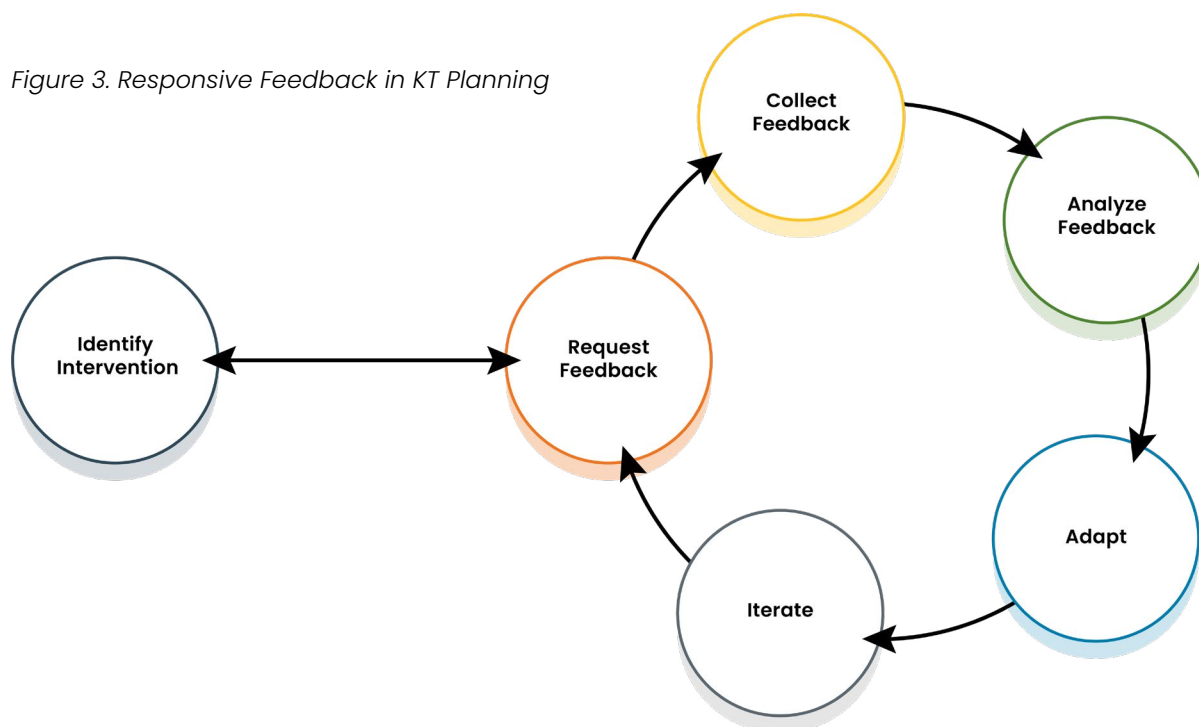 Figure 3. Responsive Feedback in KT Planning
Collect
Feedback
Analyze
Feedback
Identify
Intervention
Request
Feedback
Adapt
Iterate